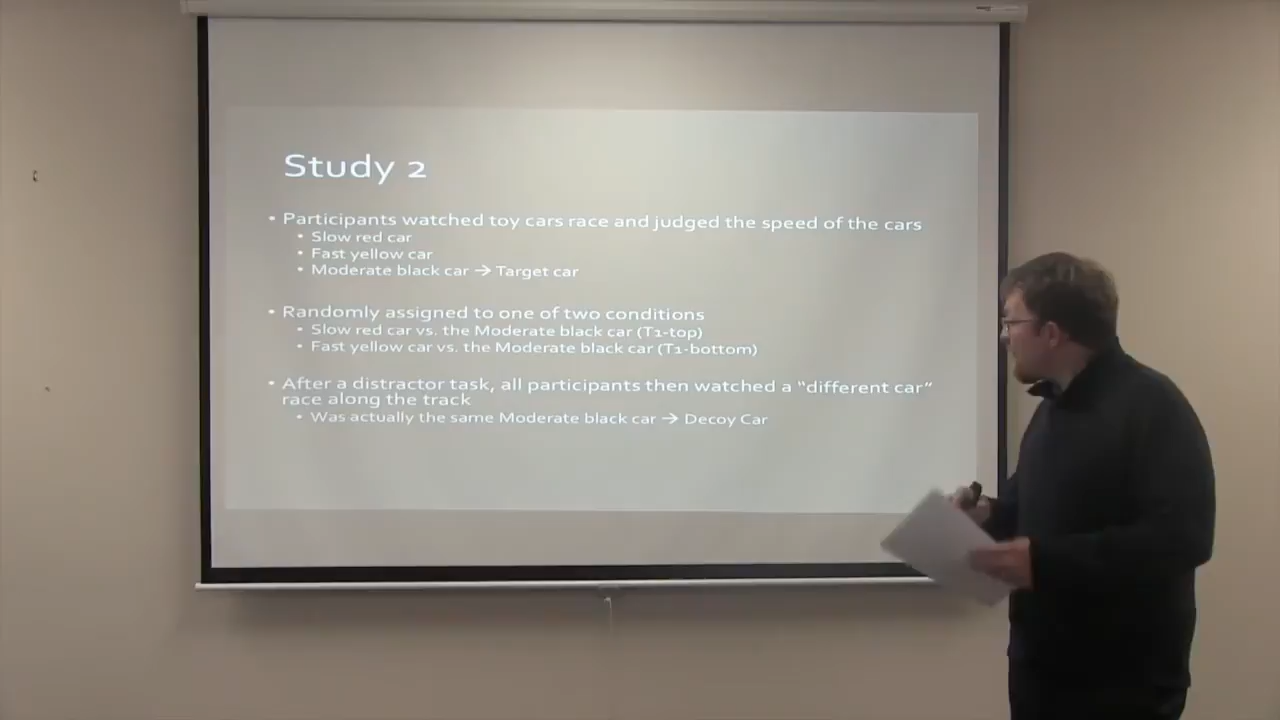 Study 2
• Participants watched toy cars race and judged the speed of the cars
• Slow red car
• Fast yellow car
• Moderate black car → Target car
• Randomly assigned to one of two conditions
• Slow red car vs. the Moderate black car (T1-top)
• Fast yellow car vs. the Moderate black car (T1-bottom)
• After a distractor task, all participants then watched a “different car”
race along the track
• Was actually the same Moderate black car → Decoy Car